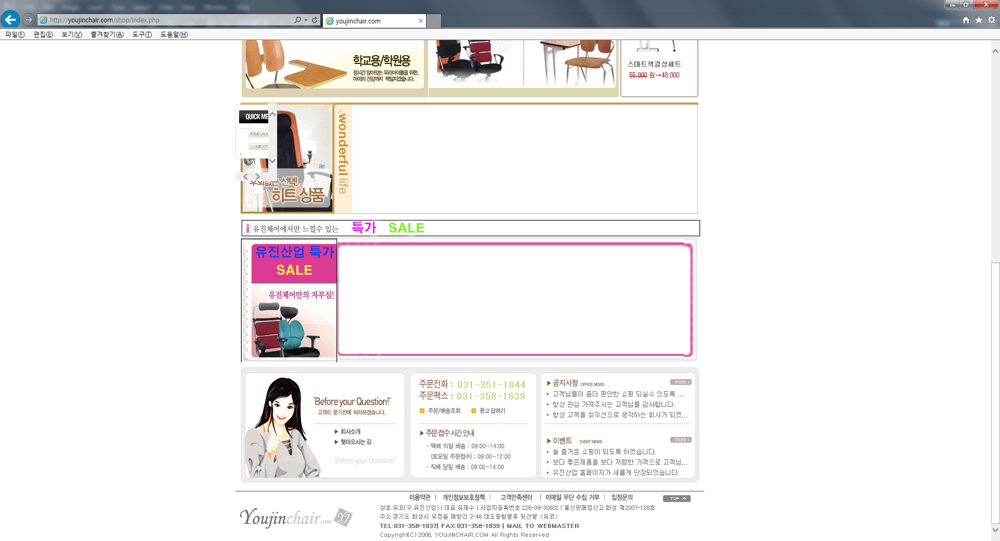 http://youjinchair.com/shop/index.php
youjinchair.com
파일(F) 편집(E) 보기(V) 즐겨찾기(A) 도구(T) 도움말(H)
학교용/학원용
장시간 앉아있는 우리아이들을 위한,
아이의 건강까지 책임지겠습니다.
스마트책걸상세트
55,000 원→48,000
QUICK ME
PREVIOU
NEXT
wonderful life
후회없는 선택!
히트 상품
유진체어에서만 느낄수 있는 특가 SALE
유진산업 특가
SALE
유진체어만의 자부심!
'Before your Question!'
고객이 묻기전에 처리하겠습니다.
▶ 회사소개
▶ 찾아오시는 길
'Before your Question!'
주문전화 : 031-351-1844
주문팩스 : 031-358-1839
주문/배송조회 묻고 답하기
▶ 주문 접수 시간 안내
- 택배 익일 배송 : 09:00~14:00
(토요일 주문접수) : 09:00~12:00
- 직배 당일 배송 : 09:00~14:00
▶ 공지사항 OFFICE NEWS more >
• 고객님들이 좀더 편안한 쇼핑 되실수 있도록 ...
• 항상 관심 가져주시는 고객님들 감사합니다.
• 항상 고객을 최우선으로 생각하는 회사가 되겠...
▶ 이벤트 EVENT NEWS more >
• 늘 즐거운 쇼핑이 되도록 하겠습니다.
• 보다 좋은제품을 보다 저렴한 가격으로 고객님...
• 유진산업 홈페이지가 새롭게 단장되었습니다.
이용약관 | 개인정보보호정책 | 고객만족센터 | 이메일 무단 수집 거부 | 입점문의
TOP
Youjinchair.com YJ
상호:유코(구.유진산업) | 대표:유재수 | 사업자등록번호:226-09-32602 | 통신판매업신고:화성 제2007-128호
주소:경기도 화성시 우정읍 매향리 2-46 대도종합물류 뒷건물 <유코>
TEL:031-358-1837| FAX:031-358-1839 | MAIL TO WEBMASTER
Copyright(C) 2006, YOUJINCHAIR.COM All Rights Reserved